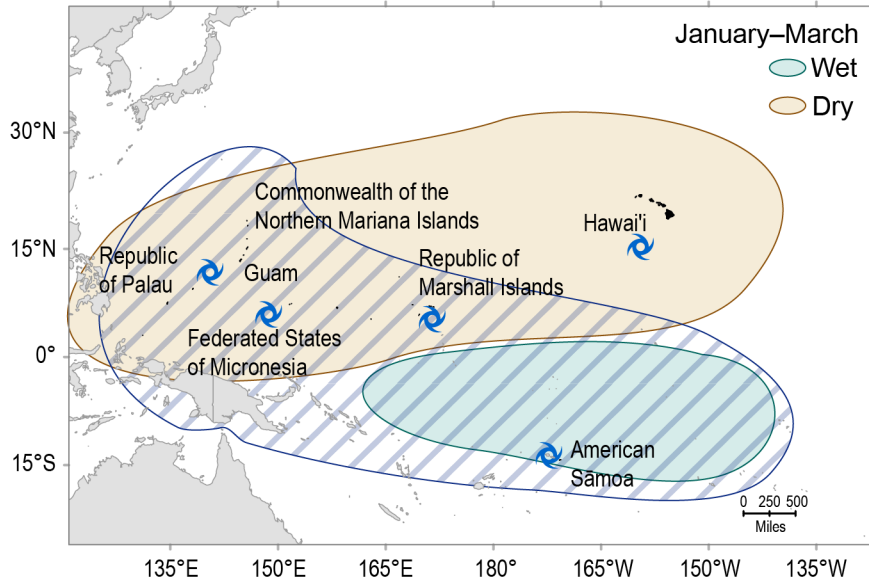 January–March
Wet
Dry
30°N
15°N
0°
15°S
Commonwealth of the
Northern Mariana Islands
Hawai'i
Republic
of Palau
Guam
Republic of
Marshall Islands
Federated States
of Micronesia
American
Sāmoa
0 250 500
Miles
135°E 150°E 165°E 180° 165°W 150°W 135°W